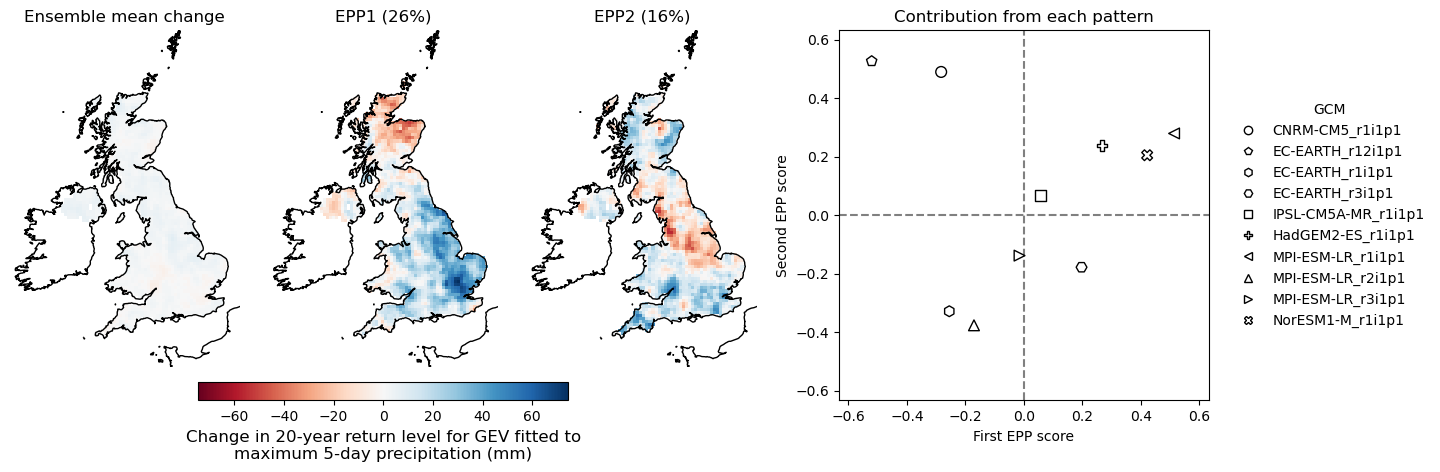 Ensemble mean change
EPP1 (26%)
EPP2 (16%)
−60 −40 −20 0 20 40 60
Change in 20-year return level for GEV fitted to
maximum 5-day precipitation (mm)
Contribution from each pattern
Second EPP score
0.6
0.4
0.2
0.0
−0.2
−0.4
−0.6
−0.6 −0.4 −0.2 0.0 0.2 0.4 0.6
First EPP score
GCM
CNRM-CM5_r1i1p1
EC-EARTH_r12i1p1
EC-EARTH_r1i1p1
EC-EARTH_r3i1p1
IPSL-CM5A-MR_r1i1p1
HadGEM2-ES_r1i1p1
MPI-ESM-LR_r1i1p1
MPI-ESM-LR_r2i1p1
MPI-ESM-LR_r3i1p1
NorESM1-M_r1i1p1